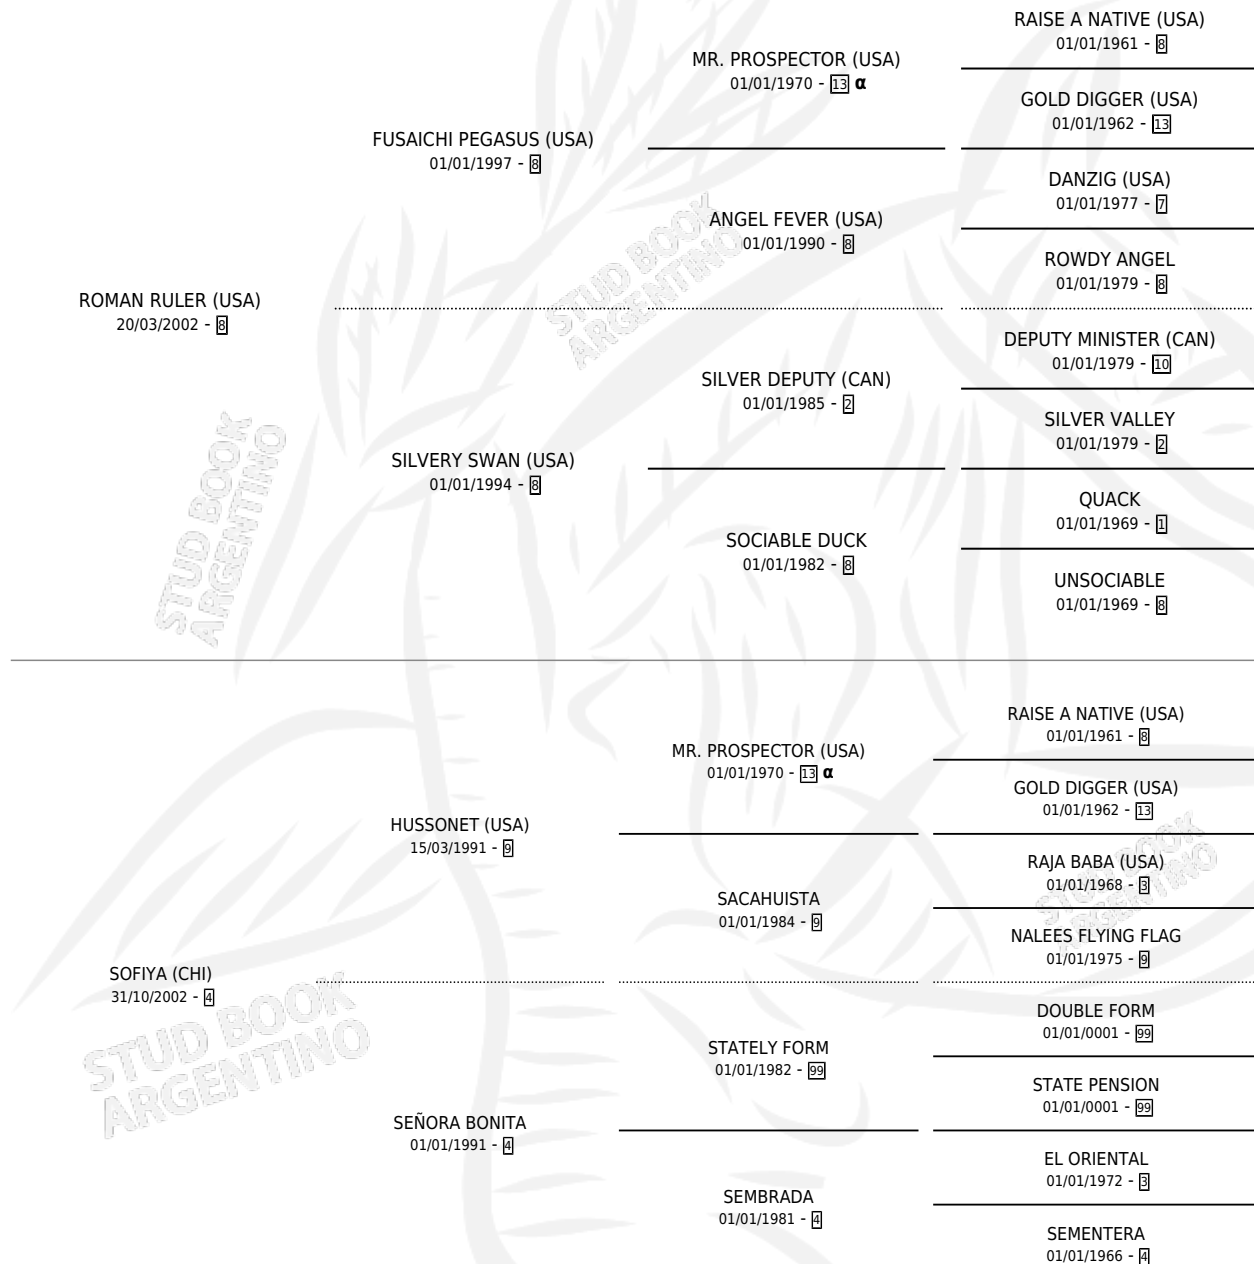 RAISE A NATIVE (USA)
01/01/1961 - 8
MR. PROSPECTOR (USA)
01/01/1970 - 13 α
GOLD DIGGER (USA)
01/01/1962 - 13
FUSAICHI PEGASUS (USA)
01/01/1997 - 8
DANZIG (USA)
01/01/1977 - 7
ANGEL FEVER (USA)
01/01/1990 - 8
ROWDY ANGEL
01/01/1979 - 8
ROMAN RULER (USA)
20/03/2002 - 8
DEPUTY MINISTER (CAN)
01/01/1979 - 10
SILVER DEPUTY (CAN)
01/01/1985 - 2
SILVER VALLEY
01/01/1979 - 2
SILVERY SWAN (USA)
01/01/1994 - 8
QUACK
01/01/1969 - 1
SOCIABLE DUCK
01/01/1982 - 8
UNSOCIABLE
01/01/1969 - 8
STUD BOOK
ARGENTINO
STUD BOOK
ARGENTINO
RAISE A NATIVE (USA)
01/01/1961 - 8
MR. PROSPECTOR (USA)
01/01/1970 - 13 α
GOLD DIGGER (USA)
01/01/1962 - 13
HUSSONET (USA)
15/03/1991 - 9
RAJA BABA (USA)
01/01/1968 - 3
SACAHUISTA
01/01/1984 - 9
NALEES FLYING FLAG
01/01/1975 - 9
SOFIYA (CHI)
31/10/2002 - 4
DOUBLE FORM
01/01/0001 - 99
STATELY FORM
01/01/1982 - 99
STATE PENSION
01/01/0001 - 99
SEÑORA BONITA
01/01/1991 - 4
EL ORIENTAL
01/01/1972 - 3
SEMBRADA
01/01/1981 - 4
SEMENTERA
01/01/1966 - 4
STUD BOOK
ARGENTINO
STUD BOOK
ARGENTINO